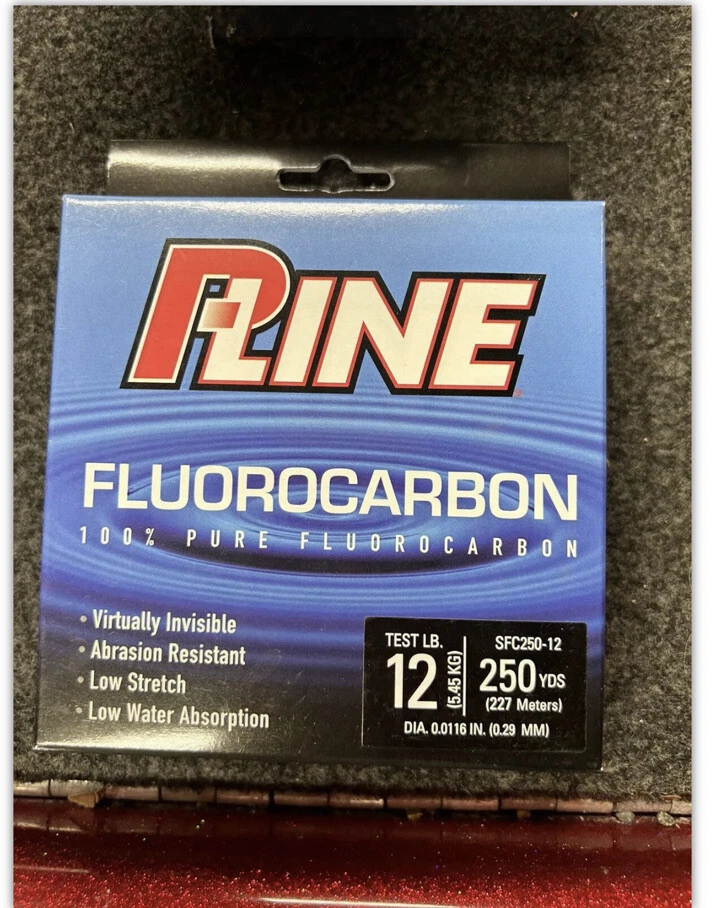 P-LINE
FLUOROCARBON
100% PURE FLUOROCARBON
• Virtually Invisible
• Abrasion Resistant
• Low Stretch
• Low Water Absorption
TEST LB.
12
(5.45 KG)
SFC250-12
250 YDS
(227 Meters)
DIA. 0.0116 IN. (0.29 MM)